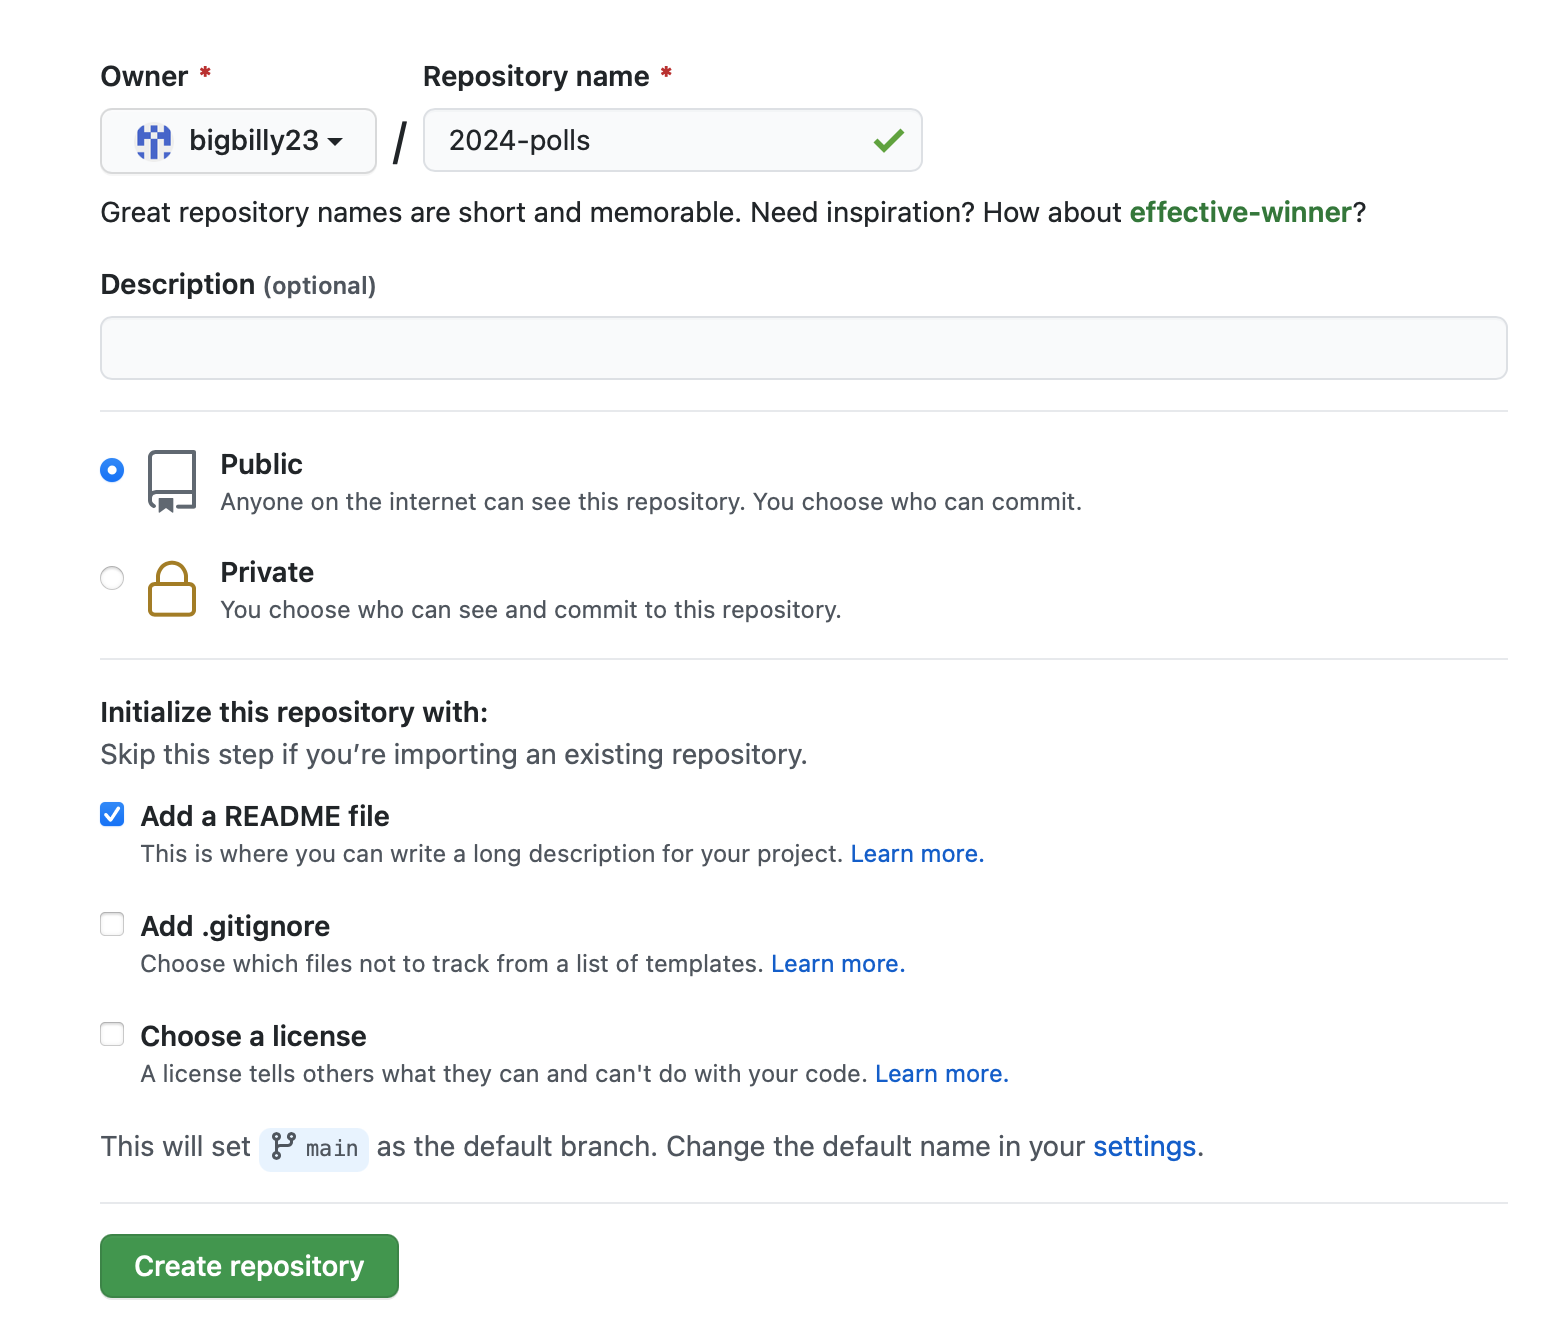 Owner * Repository name *
bigbilly23 / 2024-polls
Great repository names are short and memorable. Need inspiration? How about effective-winner?
Description (optional)
Public
Anyone on the internet can see this repository. You choose who can commit.
Private
You choose who can see and commit to this repository.
Initialize this repository with:
Skip this step if you’re importing an existing repository.
Add a README file
This is where you can write a long description for your project. Learn more.
Add .gitignore
Choose which files not to track from a list of templates. Learn more.
Choose a license
A license tells others what they can and can't do with your code. Learn more.
This will set main as the default branch. Change the default name in your settings.
Create repository